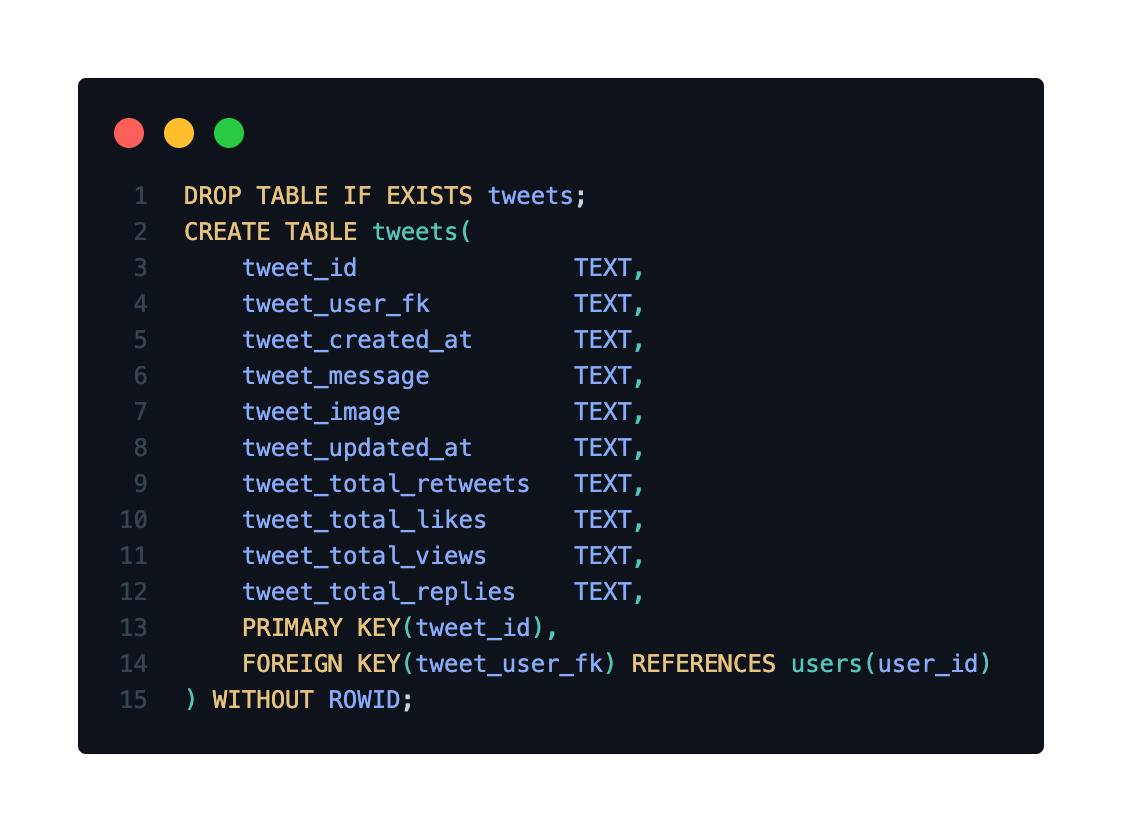 1 DROP TABLE IF EXISTS tweets;
2 CREATE TABLE tweets(
3     tweet_id               TEXT,
4     tweet_user_fk          TEXT,
5     tweet_created_at       TEXT,
6     tweet_message          TEXT,
7     tweet_image            TEXT,
8     tweet_updated_at       TEXT,
9     tweet_total_retweets   TEXT,
10     tweet_total_likes      TEXT,
11     tweet_total_views      TEXT,
12     tweet_total_replies    TEXT,
13     PRIMARY KEY(tweet_id),
14     FOREIGN KEY(tweet_user_fk) REFERENCES users(user_id)
15 ) WITHOUT ROWID;